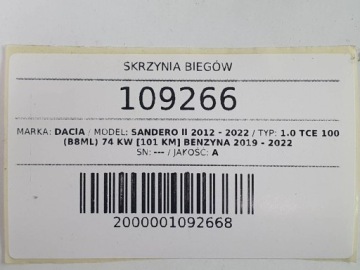 SKRZYNIA BIEGÓW
109266
MARKA: DACIA / MODEL: SANDERO II 2012 - 2022 / TYP: 1.0 TCE 100
(B8ML) 74 KW [101 KM] BENZYNA 2019 - 2022
SN: --- / JAKOŚĆ: A
2000001092668